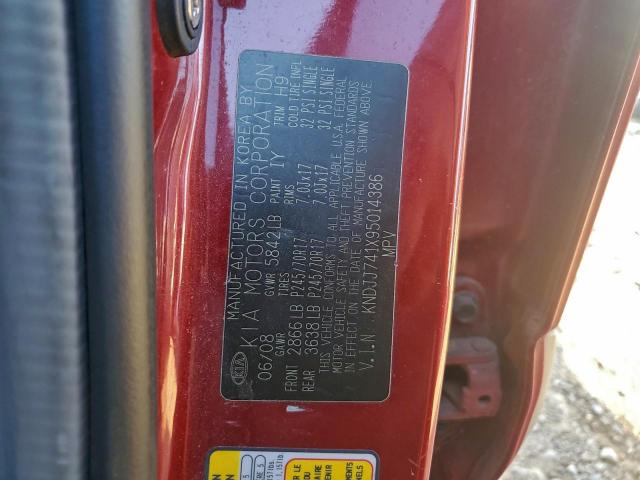 KIA
MANUFACTURED IN KOREA BY
KIA MOTORS CORPORATION
06/08 GVWR 5842LB PAINT IY TRIM H9
GAWR TIRES RIMS COLD TIRE INFL
FRONT 2866LB P245/70R17 7.0Jx17 32 PSI SINGLE
REAR 3638LB P245/70R17 7.0Jx17 32 PSI SINGLE
THIS VEHICLE CONFORMS TO ALL APPLICABLE U.S.A FEDERAL
MOTOR VEHICLE SAFETY AND THEFT PREVENTION STANDARDS
IN EFFECT ON THE DATE OF MANUFACTURE SHOWN ABOVE.
V.I.N. KNDJJ741X95014386
MPV